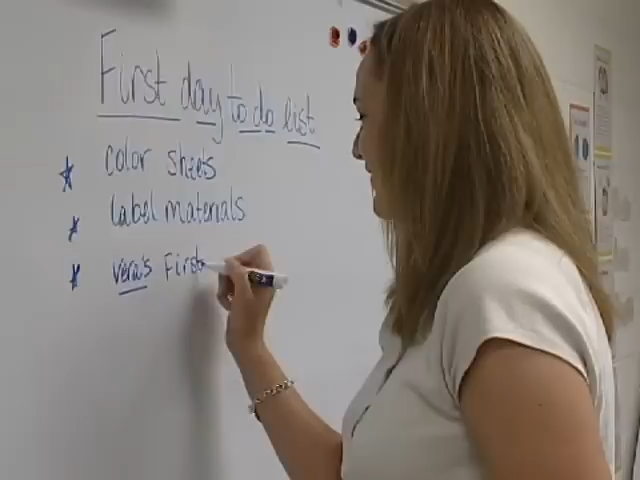 First day to do list
color sheets
label materials
vera's First